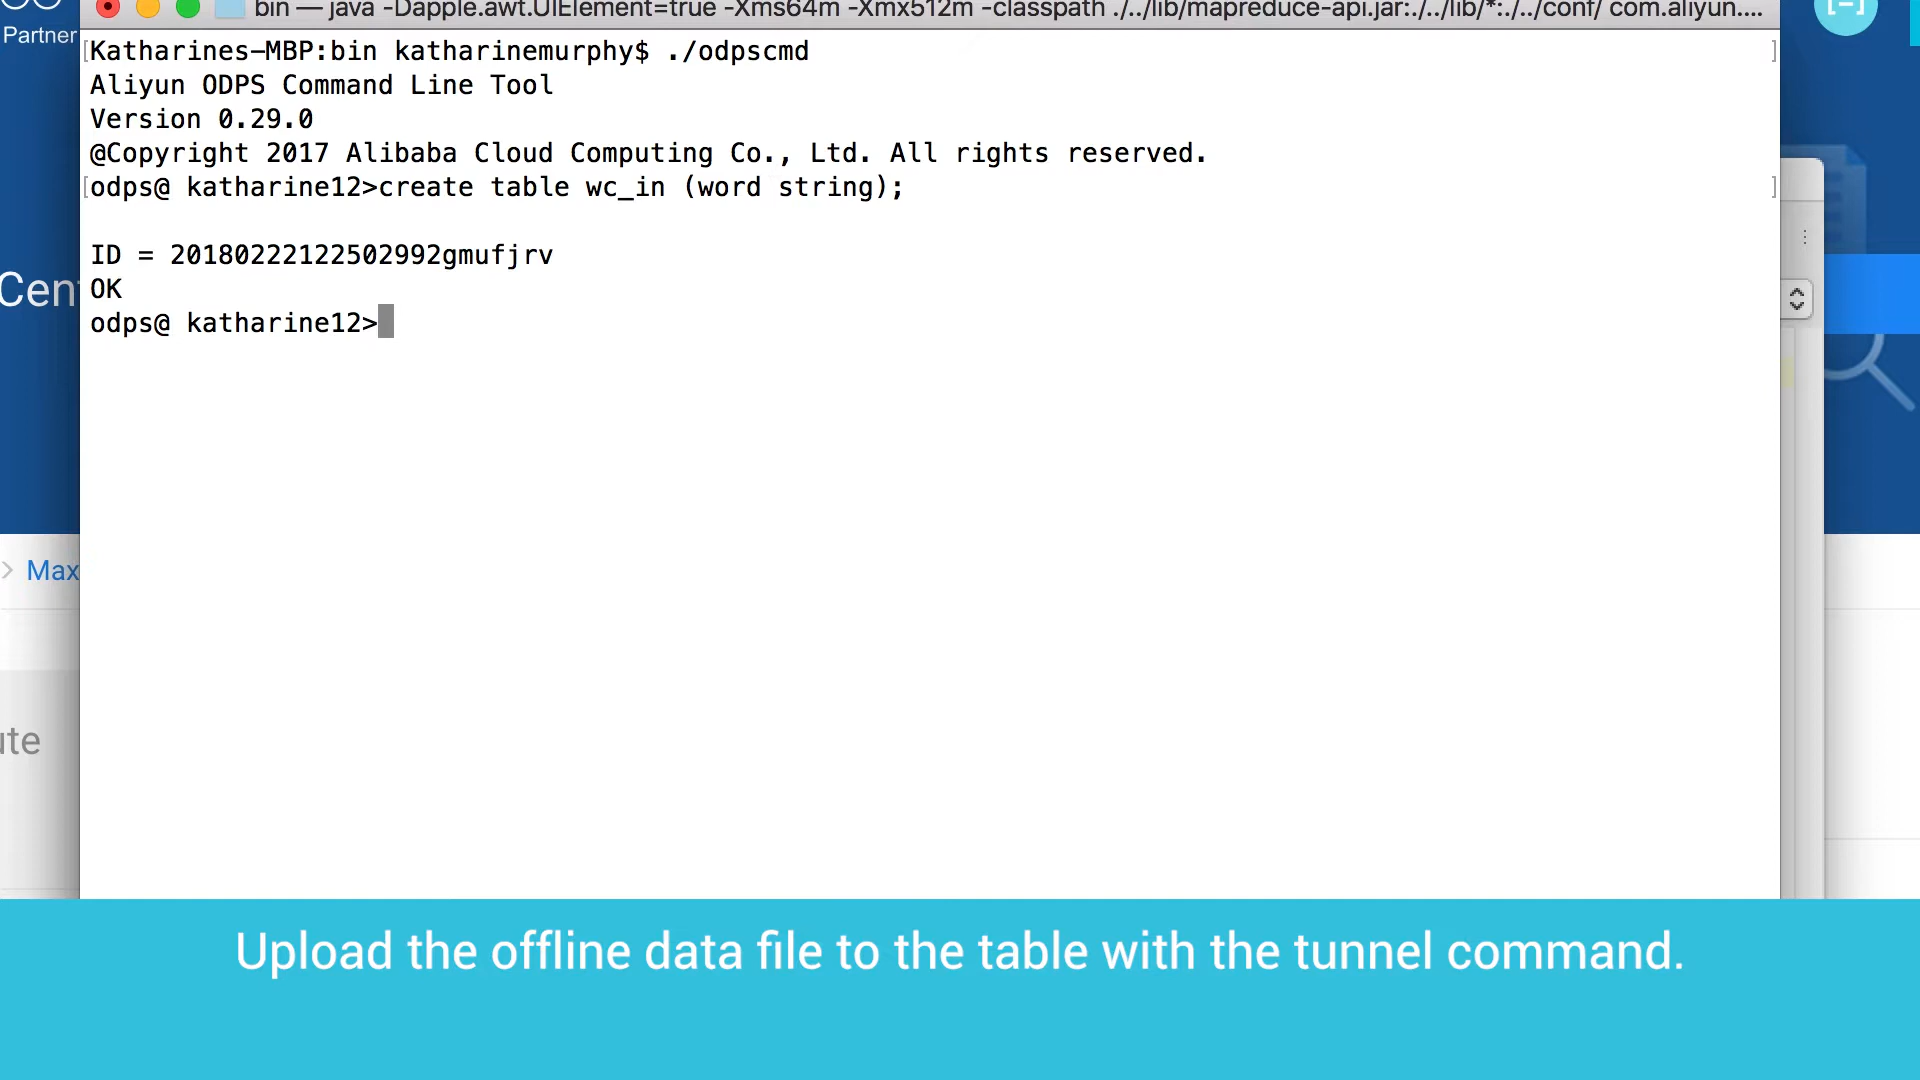 bin — java -Dapple.awt.UIElement=true -Xms64m -Xmx512m -classpath ./../lib/mapreduce-api.jar:./../lib/*:./../conf/ com.aliyun....
Partner
Katharines-MBP:bin katharinemurphy$ ./odpscmd
Aliyun ODPS Command Line Tool
Version 0.29.0
@Copyright 2017 Alibaba Cloud Computing Co., Ltd. All rights reserved.
odps@ katharine12>create table wc_in (word string);
ID = 20180222122502992gmufjrv
OK
odps@ katharine12>
Cen
> Max
ute
Upload the offline data file to the table with the tunnel command.